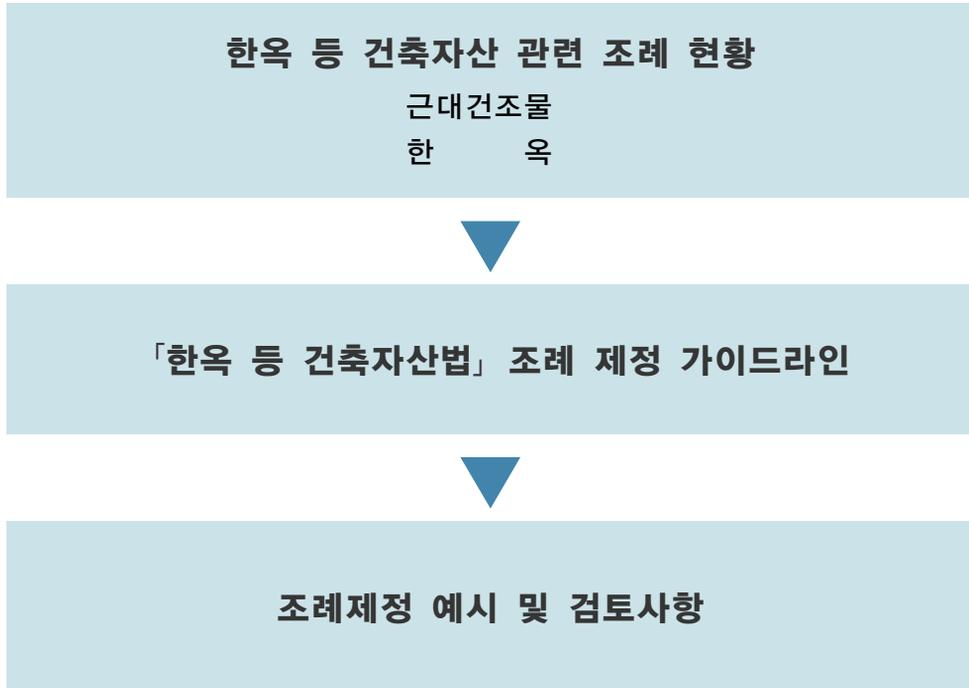 한옥 등 건축자산 관련 조례 현황
근대건조물
한 옥
「한옥 등 건축자산법」 조례 제정 가이드라인
조례제정 예시 및 검토사항